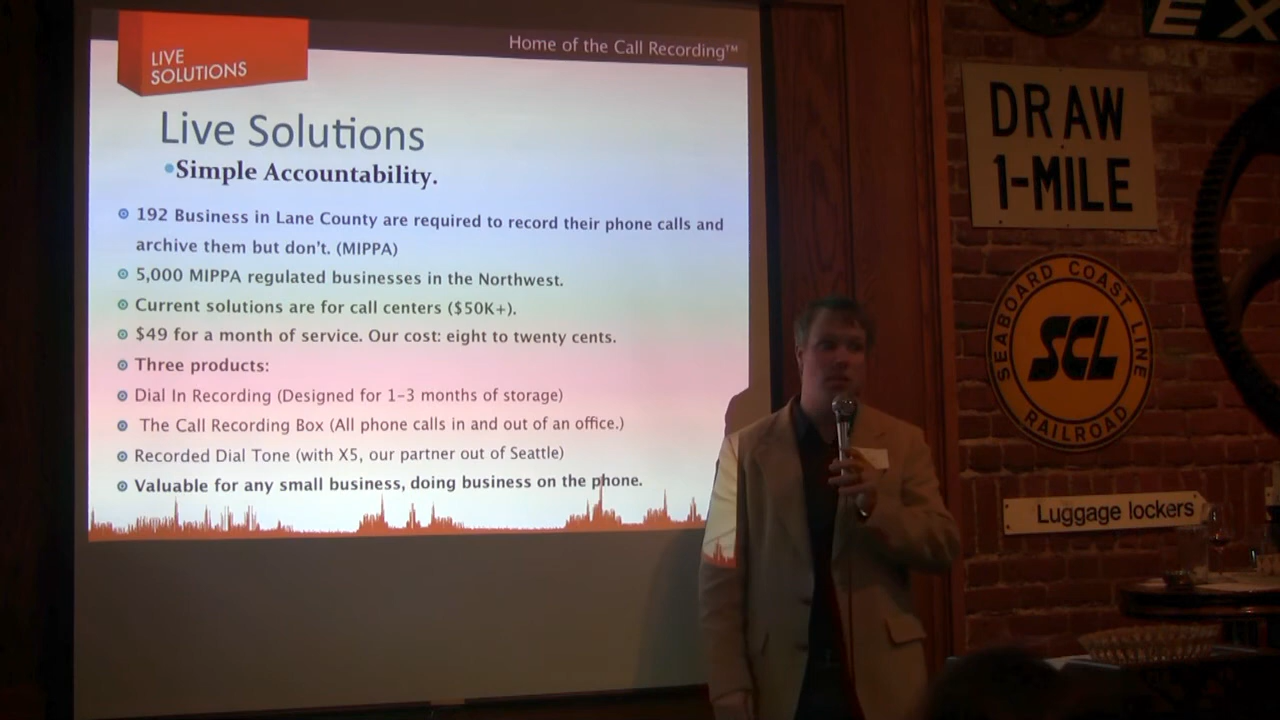 LIVE
SOLUTIONS
Home of the Call Recording™
Live Solutions
•Simple Accountability.
192 Business in Lane County are required to record their phone calls and
archive them but don't. (MIPPA)
5,000 MIPPA regulated businesses in the Northwest.
Current solutions are for call centers ($50K+).
$49 for a month of service. Our cost: eight to twenty cents.
Three products:
Dial In Recording (Designed for 1-3 months of storage)
The Call Recording Box (All phone calls in and out of an office.)
Recorded Dial Tone (with X5, our partner out of Seattle)
Valuable for any small business, doing business on the phone.
DRAW
1-MILE
SEABOARD COAST LINE
SCL
RAILROAD
Luggage lockers